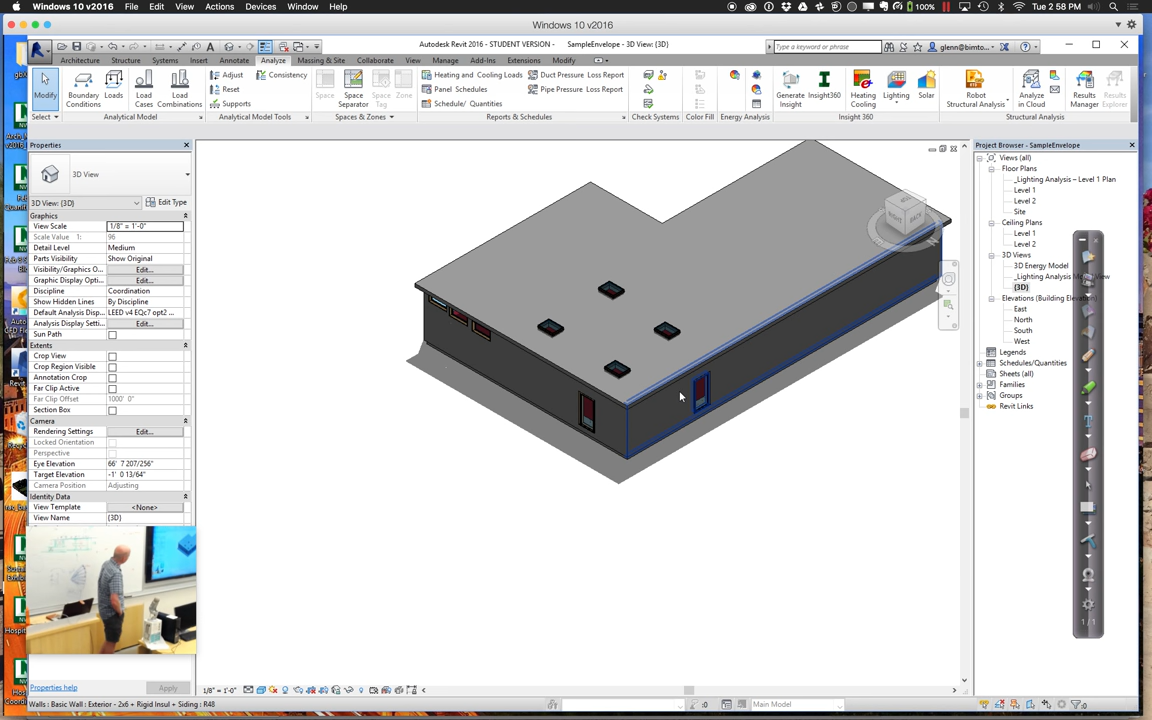 Windows 10 v2016 File Edit View Actions Devices Window Help 100% Tue 2:58 PM
Windows 10 v2016
Autodesk Revit 2016 - STUDENT VERSION - SampleEnvelope - 3D View: {3D} Type a keyword or phrase glenn@bimto...
Architecture Structure Systems Insert Annotate Analyze Massing & Site Collaborate View Manage Add-Ins Extensions Modify
Modify
Boundary Conditions
Loads
Load Cases
Load Combinations
Adjust
Reset
Supports
Consistency
Space
Space Separator
Space Tag
Zone
Heating and Cooling Loads
Panel Schedules
Schedule/ Quantities
Duct Pressure Loss Report
Pipe Pressure Loss Report
Generate Insight
Insight360
Heating Cooling
Lighting
Solar
Robot Structural Analysis
Analyze in Cloud
Results Manager
Results Explorer
Select Analytical Model Analytical Model Tools Spaces & Zones Reports & Schedules Check Systems Color Fill Energy Analysis Insight 360 Structural Analysis
Properties
3D View
3D View: {3D} Edit Type
Graphics
View Scale 1/8" = 1'-0"
Scale Value 1: 96
Detail Level Medium
Parts Visibility Show Original
Visibility/Graphics O... Edit...
Graphic Display Opti... Edit...
Discipline Coordination
Show Hidden Lines By Discipline
Default Analysis Disp... LEED v4 EQc7 opt2 ...
Analysis Display Setti... Edit...
Sun Path
Extents
Crop View
Crop Region Visible
Annotation Crop
Far Clip Active
Far Clip Offset 1000' 0"
Section Box
Camera
Rendering Settings Edit...
Locked Orientation
Perspective
Eye Elevation 66' 7 207/256"
Target Elevation -1' 0 13/64"
Camera Position Adjusting
Identity Data
View Template <None>
View Name {3D}
Properties help Apply
RIGHT BACK
Project Browser - SampleEnvelope
Views (all)
Floor Plans
_Lighting Analysis – Level 1 Plan
Level 1
Level 2
Site
Ceiling Plans
Level 1
Level 2
3D Views
3D Energy Model
{3D}
Elevations (Building Elevation)
East
North
South
West
Legends
Schedules/Quantities
Sheets (all)
Families
Groups
Revit Links
1 / 1
1/8" = 1'-0"
Walls : Basic Wall : Exterior - 2x6 + Rigid Insul + Siding : R48 :0 Main Model :0